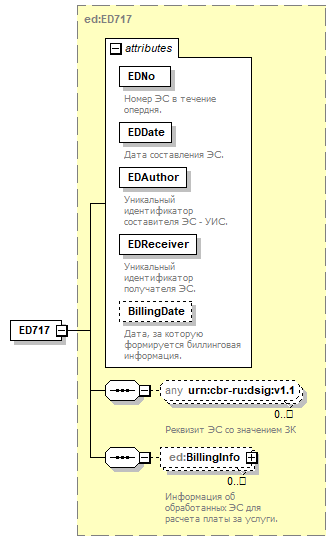 ed:ED717
attributes
EDNo
Номер ЭС в течение
опердня.
EDDate
Дата составления ЭС.
EDAuthor
Уникальный
идентификатор
составителя ЭС - УИС.
EDReceiver
Уникальный
идентификатор
получателя ЭС.
BillingDate
Дата, за которую
формируется биллинговая
информация.
ED717
any urn:cbr-ru:dsig:v1.1
0..
Реквизит ЭС со значением ЗК
ed:BillingInfo
0..
Информация об
обработанных ЭС для
расчета платы за услуги.